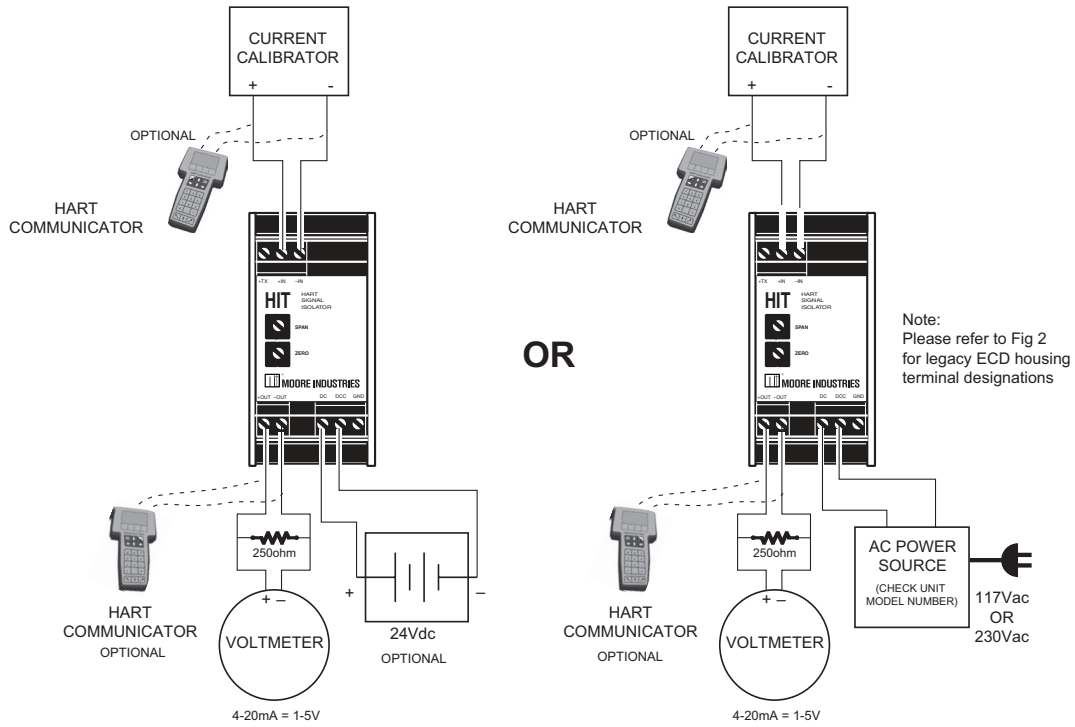 CURRENT
CALIBRATOR
+ -
OPTIONAL
HART
COMMUNICATOR
+TX +IN –IN
HIT
HART
SIGNAL
ISOLATOR
SPAN
ZERO
MOORE INDUSTRIES
+OUT –OUT DC DCC GND
250ohm
+ –
VOLTMETER
4-20mA = 1-5V
HART
COMMUNICATOR
OPTIONAL
+ –
24Vdc
OPTIONAL
OR
CURRENT
CALIBRATOR
+ -
OPTIONAL
HART
COMMUNICATOR
+TX +IN –IN
HIT
HART
SIGNAL
ISOLATOR
SPAN
ZERO
MOORE INDUSTRIES
+OUT –OUT DC DCC GND
Note:
Please refer to Fig 2
for legacy ECD housing
terminal designations
250ohm
+ –
VOLTMETER
4-20mA = 1-5V
HART
COMMUNICATOR
OPTIONAL
AC POWER
SOURCE
(CHECK UNIT
MODEL NUMBER)
117Vac
OR
230Vac